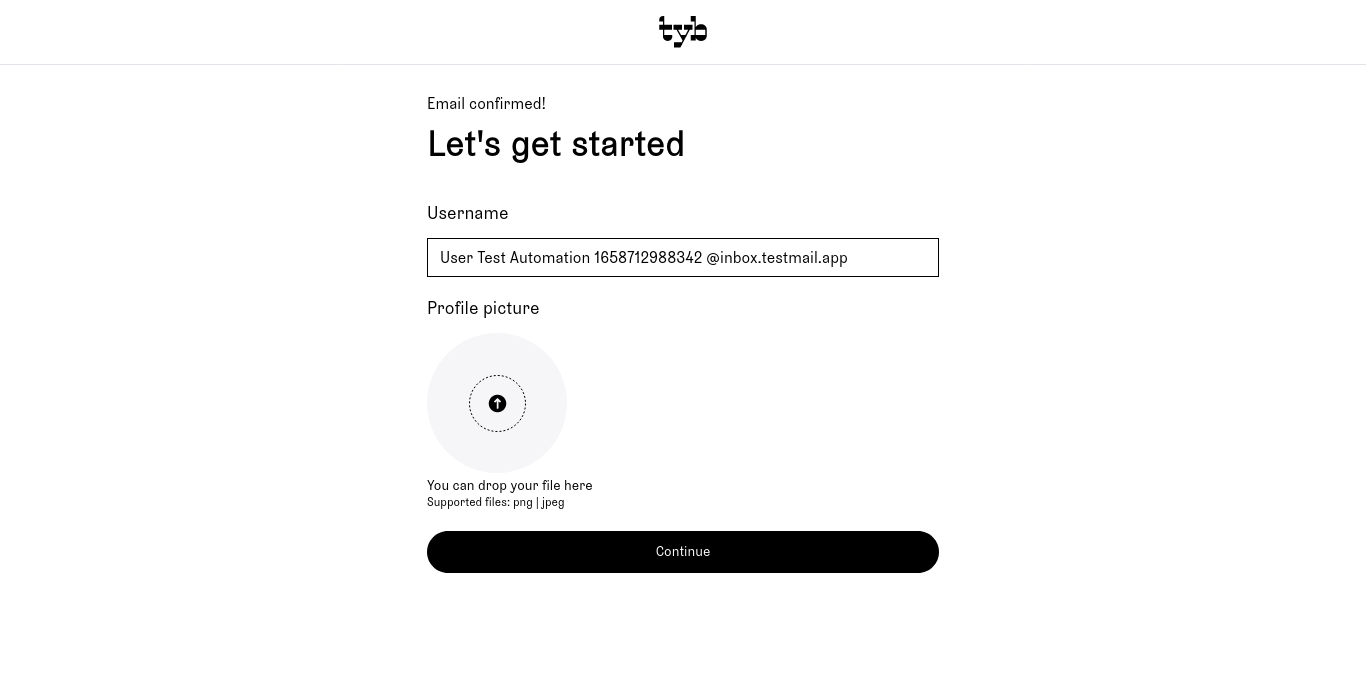 tyb
Email confirmed!
Let's get started
Username
User Test Automation 1658712988342 @inbox.testmail.app
Profile picture
You can drop your file here
Supported files: png | jpeg
Continue